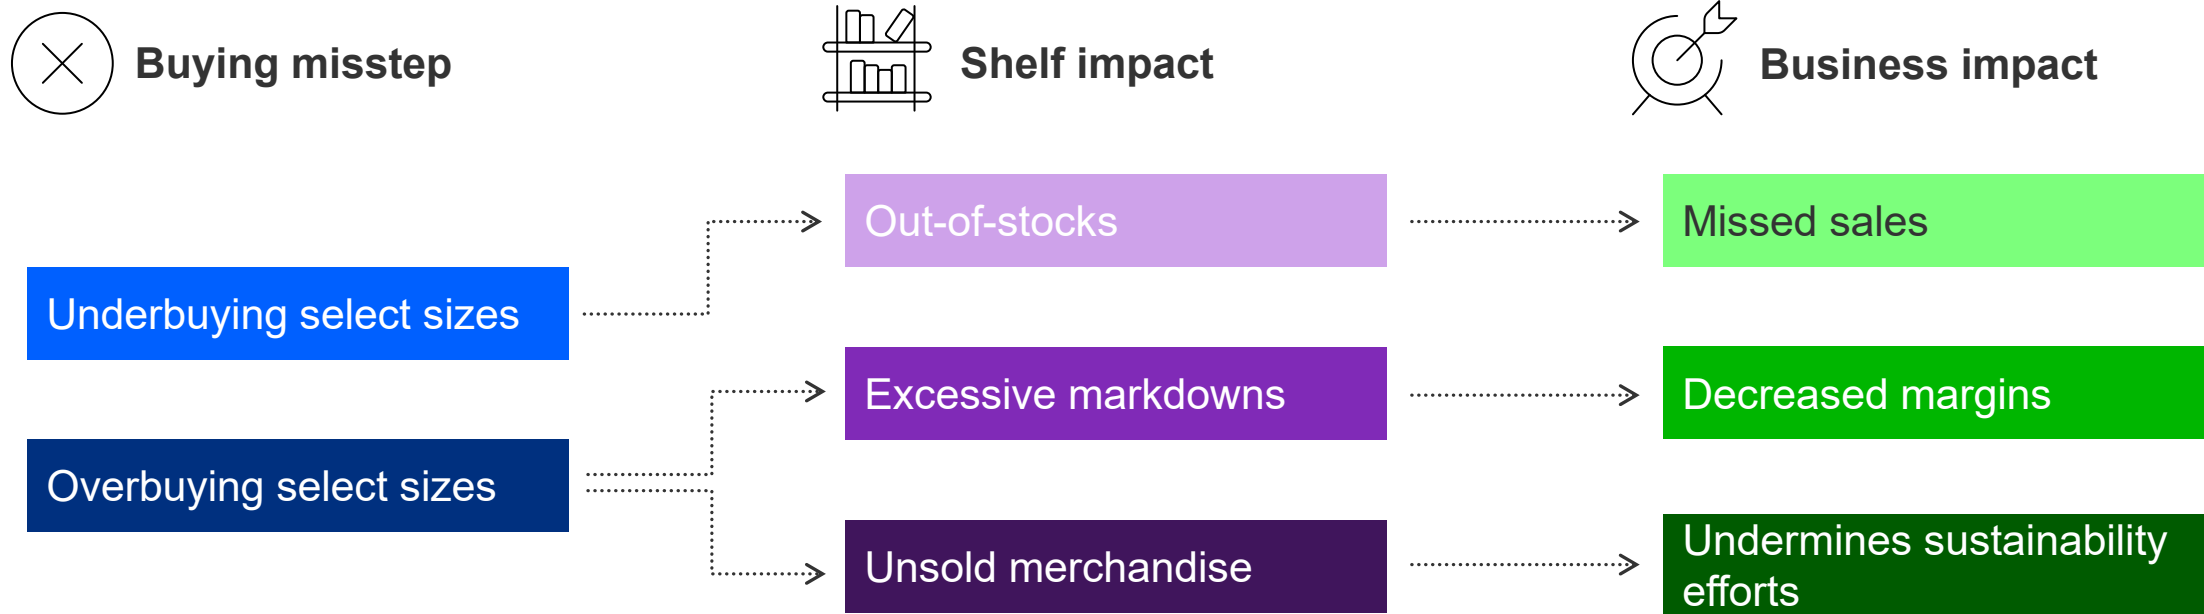 Buying misstep
Shelf impact
Business impact
Underbuying select sizes
Overbuying select sizes
Out-of-stocks
Excessive markdowns
Unsold merchandise
Missed sales
Decreased margins
Undermines sustainability
efforts